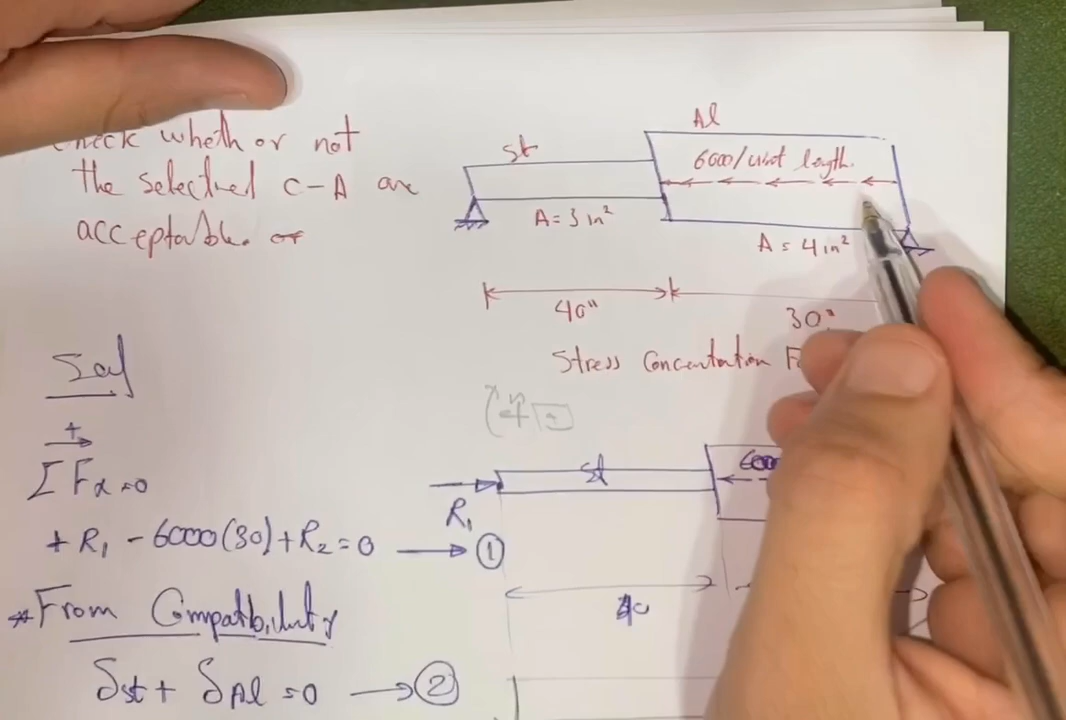 check whether or not
the selected C-A are
acceptable. or
St
Al
6000/unit length.
A = 3 in²
A = 4 in²
40"
30"
Stress Concentration
Sol
+
ΣFx=0
+ R₁ - 6000(30) + R₂ = 0 → ①
* From Compatibility
δst + δAl = 0 → ②
R₁
st
6000
40